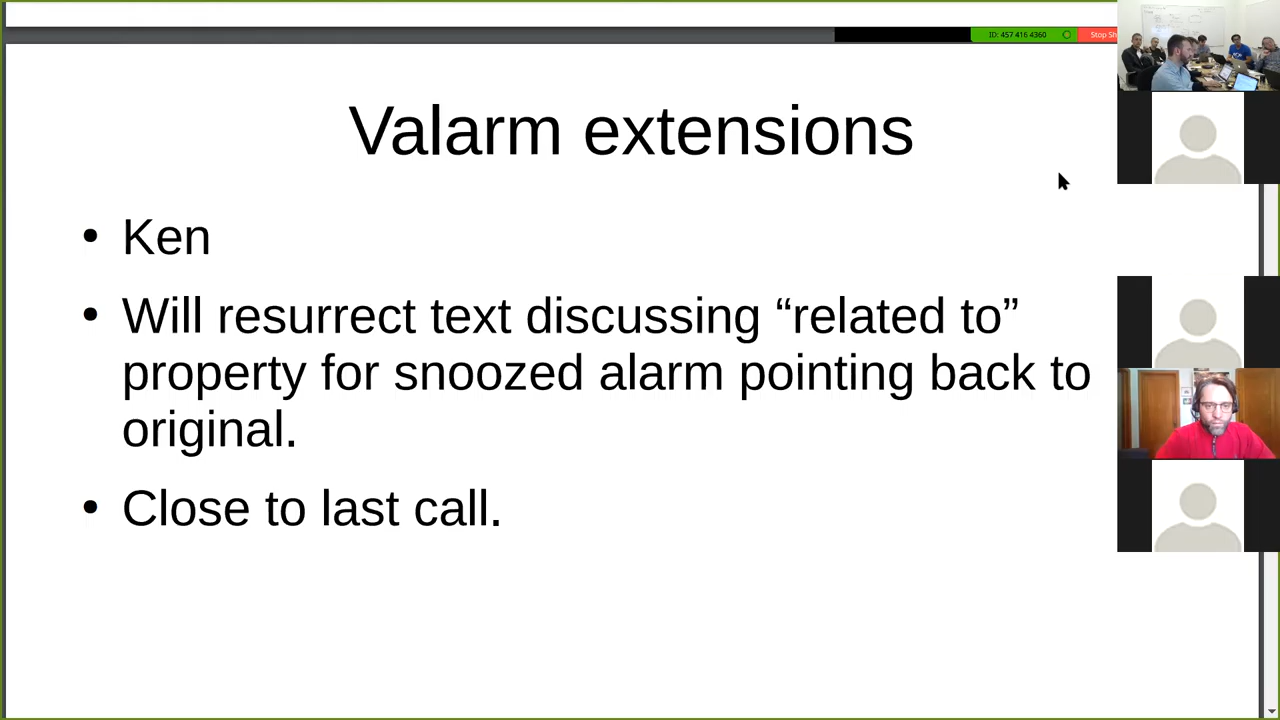 ID: 457 416 4360
Stop Sh
Valarm extensions
• Ken
• Will resurrect text discussing “related to”
property for snoozed alarm pointing back to
original.
• Close to last call.